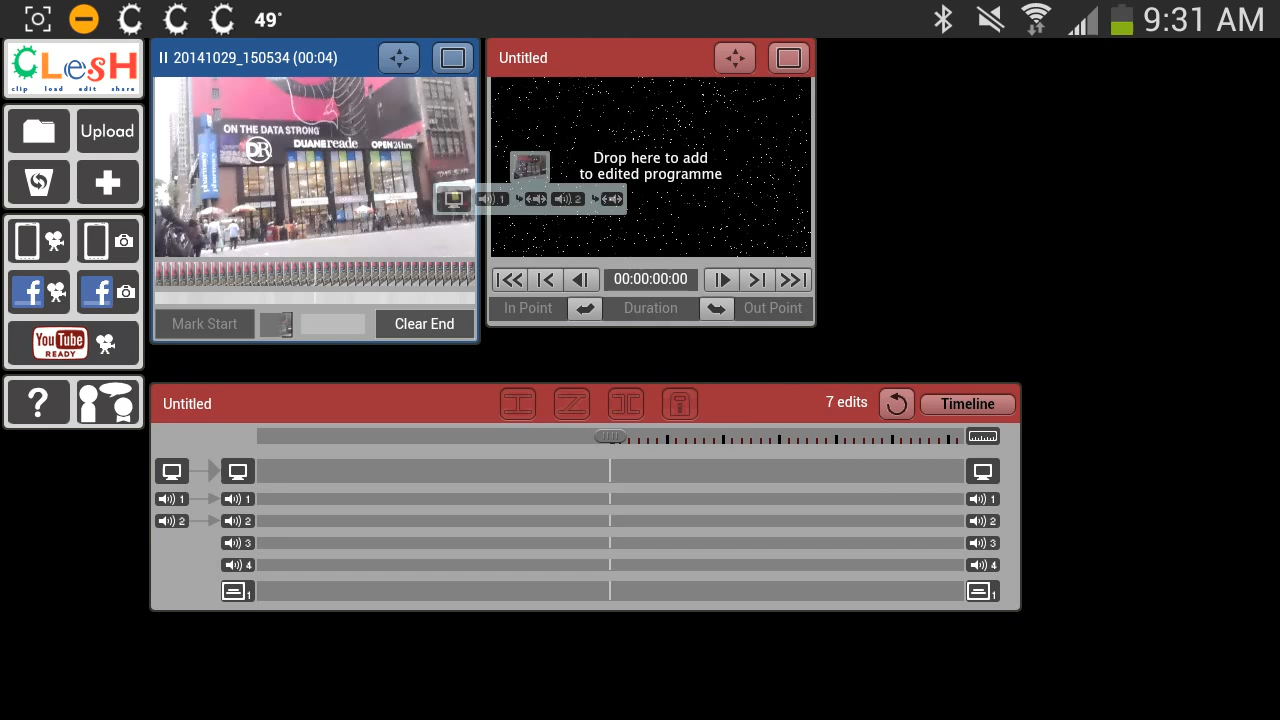 49°
9:31 AM
CLesH
clip load edit share
Upload
YouTube
READY
?
20141029_150534 (00:04)
ON THE DATA STRONG
DR
DUANEreade
OPEN 24hrs
pharmacy
Mark Start
Clear End
Untitled
Drop here to add
to edited programme
1
2
00:00:00:00
In Point
Duration
Out Point
Untitled
7 edits
Timeline
1 1 1
2 2 2
3 3
4 4
1 1